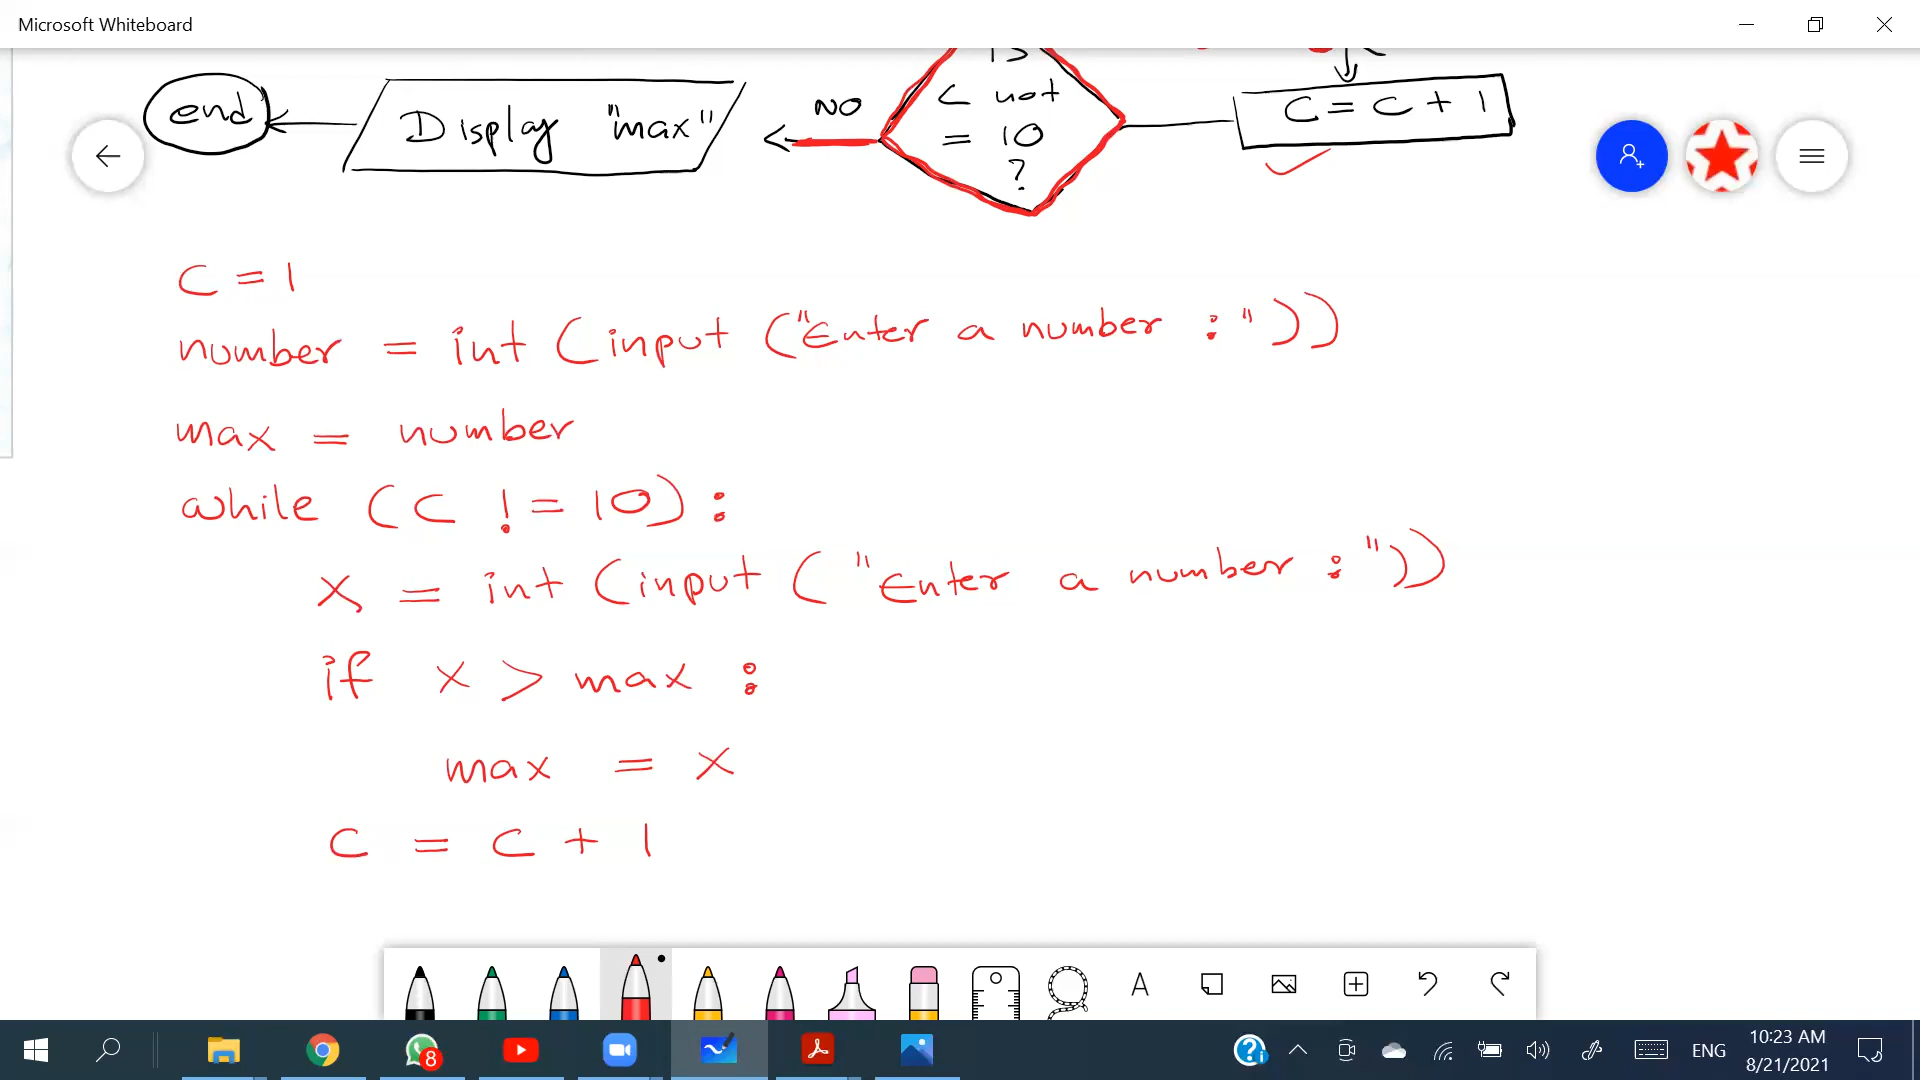 Microsoft Whiteboard
end
Display "max"
NO
is
C not
= 10
?
C = C + 1
C = 1
number = int (input ("Enter a number : "))
max = number
while (C != 10) :
x = int (input ( "Enter a number : "))
if x > max :
max = x
C = C + 1
A
8
ENG
10:23 AM
8/21/2021